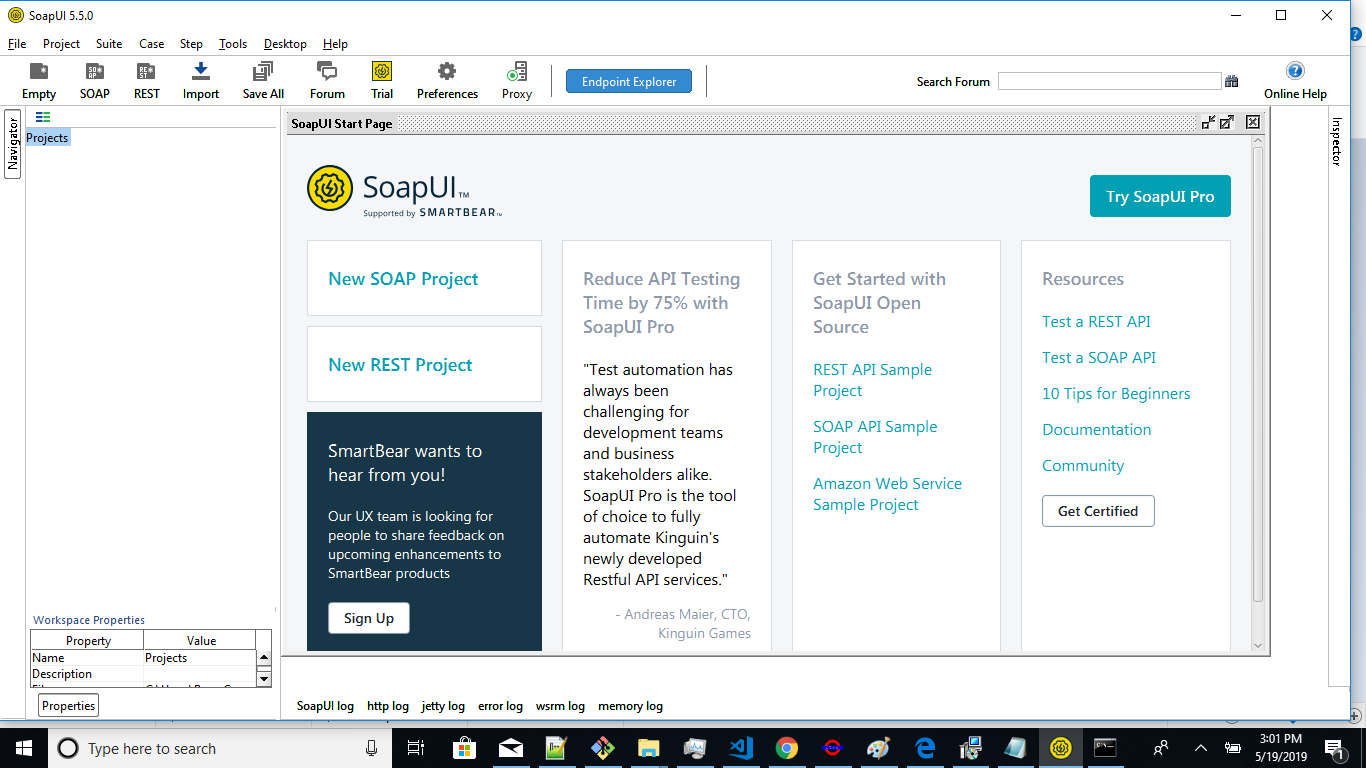 SoapUI 5.5.0
File Project Suite Case Step Tools Desktop Help
Empty SOAP REST Import Save All Forum Trial Preferences Proxy Endpoint Explorer Search Forum Online Help
Navigator
Projects
SoapUI Start Page
Inspector
SoapUI™
Supported by SMARTBEAR™
Try SoapUI Pro
New SOAP Project
New REST Project
SmartBear wants to
hear from you!
Our UX team is looking for
people to share feedback on
upcoming enhancements to
SmartBear products
Sign Up
Reduce API Testing
Time by 75% with
SoapUI Pro
"Test automation has
always been
challenging for
development teams
and business
stakeholders alike.
SoapUI Pro is the tool
of choice to fully
automate Kinguin's
newly developed
Restful API services."
- Andreas Maier, CTO,
Kinguin Games
Get Started with
SoapUI Open
Source
REST API Sample
Project
SOAP API Sample
Project
Amazon Web Service
Sample Project
Resources
Test a REST API
Test a SOAP API
10 Tips for Beginners
Documentation
Community
Get Certified
Workspace Properties
Property Value
Name Projects
Description
Properties
SoapUI log http log jetty log error log wsrm log memory log
Type here to search
3:01 PM
5/19/2019
1